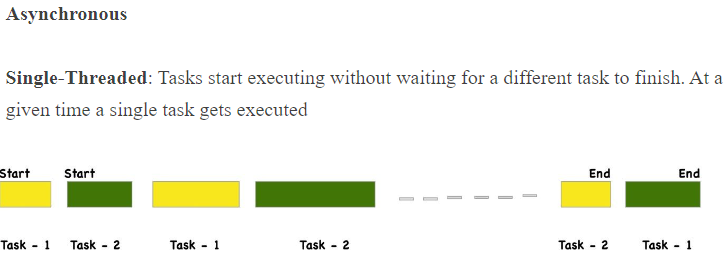 Asynchronous
Single-Threaded: Tasks start executing without waiting for a different task to finish. At a
given time a single task gets executed
Start Start End End
Task - 1 Task - 2 Task - 1 Task - 2 Task - 2 Task - 1